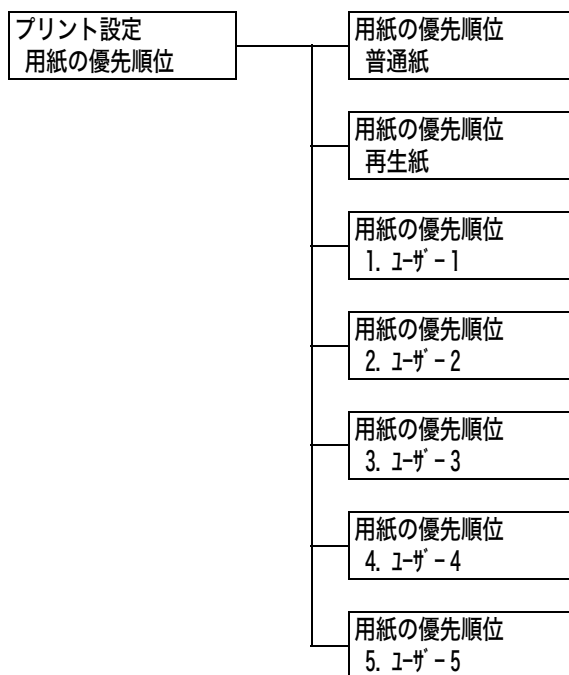 プリント設定
用紙の優先順位
用紙の優先順位
普通紙
用紙の優先順位
再生紙
用紙の優先順位
1. ﾕｰｻﾞｰ1
用紙の優先順位
2. ﾕｰｻﾞｰ2
用紙の優先順位
3. ﾕｰｻﾞｰ3
用紙の優先順位
4. ﾕｰｻﾞｰ4
用紙の優先順位
5. ﾕｰｻﾞｰ5